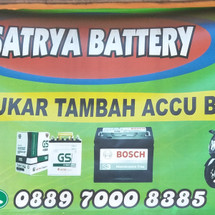 SATRYA BATTERY
UKAR TAMBAH ACCU B
GS
BOSCH
0889 7000 8385